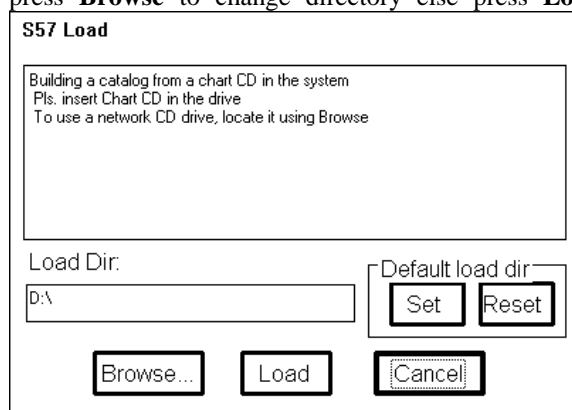 press Browse to change directory else press Lo
S57 Load
Building a catalog from a chart CD in the system
Pls. insert Chart CD in the drive
To use a network CD drive, locate it using Browse
Load Dir:
Default load dir
D:\
Set
Reset
Browse...
Load
Cancel